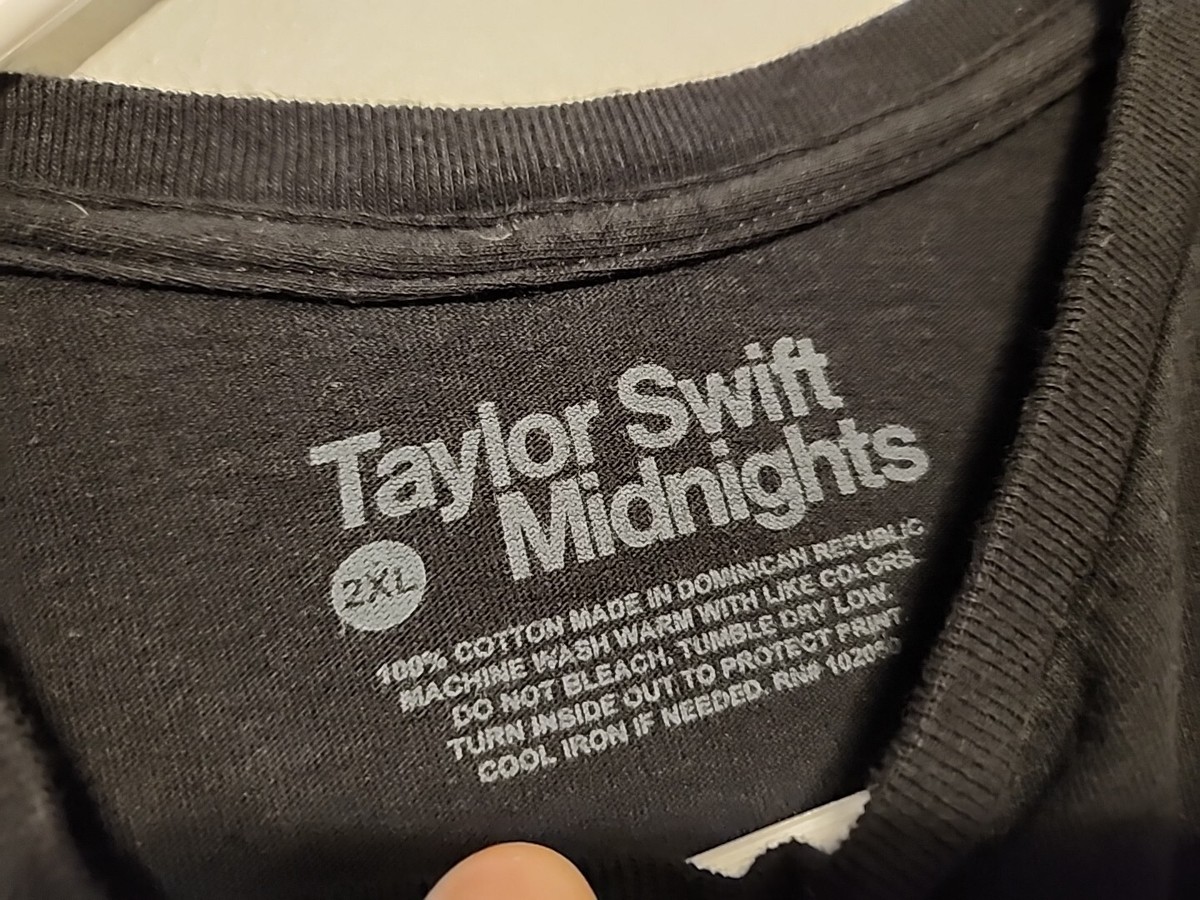 Taylor Swift
Midnights
2XL
100% COTTON MADE IN DOMINICAN REPUBLIC
MACHINE WASH WARM WITH LIKE COLORS.
DO NOT BLEACH. TUMBLE DRY LOW.
TURN INSIDE OUT TO PROTECT PRINT
COOL IRON IF NEEDED. RN#